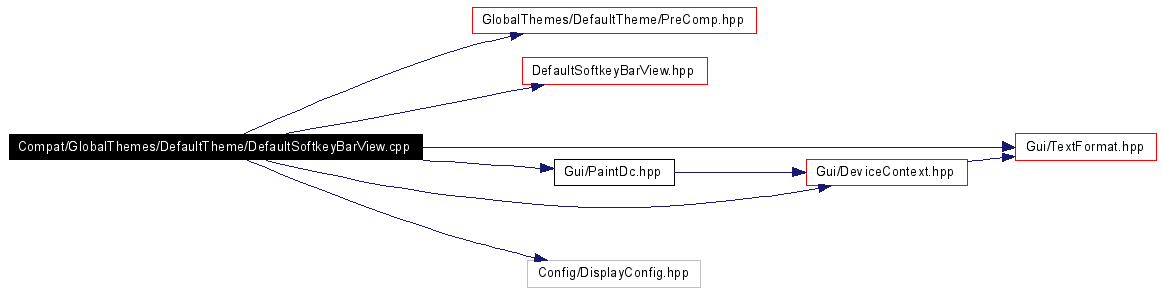 GlobalThemes/DefaultTheme/PreComp.hpp
DefaultSoftkeyBarView.hpp
Compat/GlobalThemes/DefaultTheme/DefaultSoftkeyBarView.cpp
Gui/TextFormat.hpp
Gui/PaintDc.hpp
Gui/DeviceContext.hpp
Config/DisplayConfig.hpp